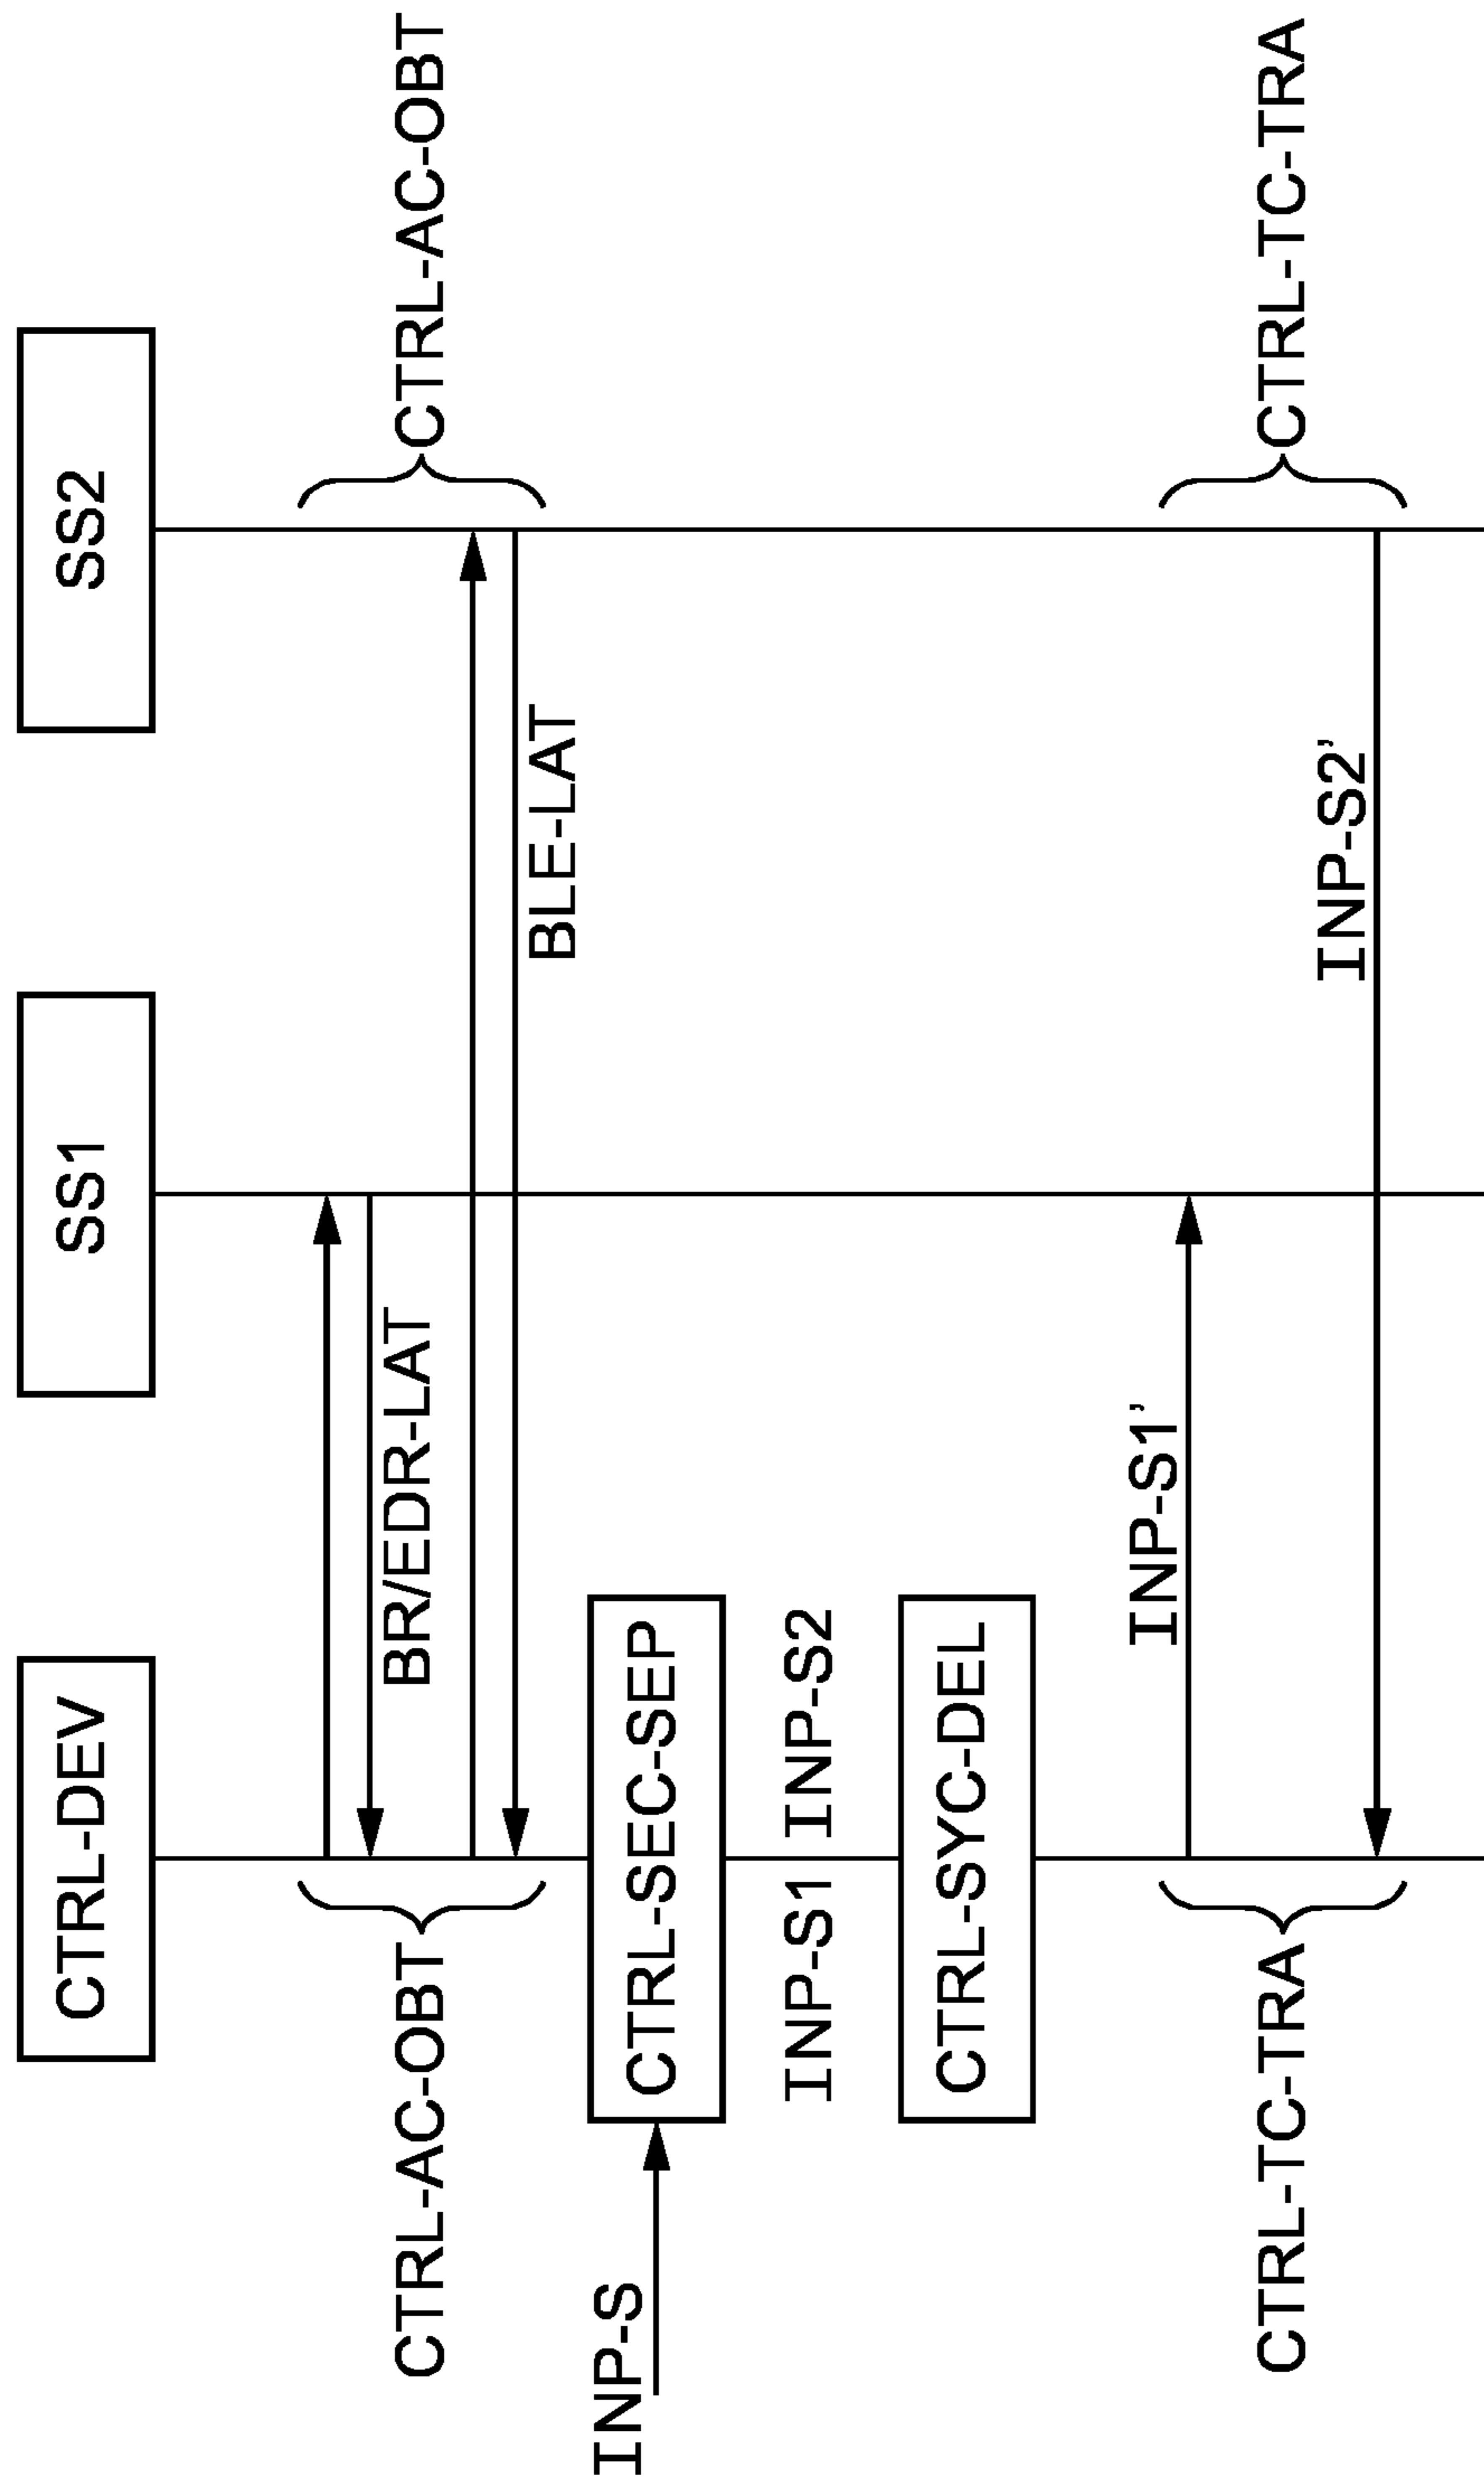 CTRL-DEV
SS1
SS2
CTRL-AC-OBT
BR/EDR-LAT
CTRL-AC-OBT
BLE-LAT
INP-S
CTRL-SEC-SEP
INP-S1 INP-S2
CTRL-SYC-DEL
INP-S1’
CTRL-TC-TRA
CTRL-TC-TRA
INP-S2’